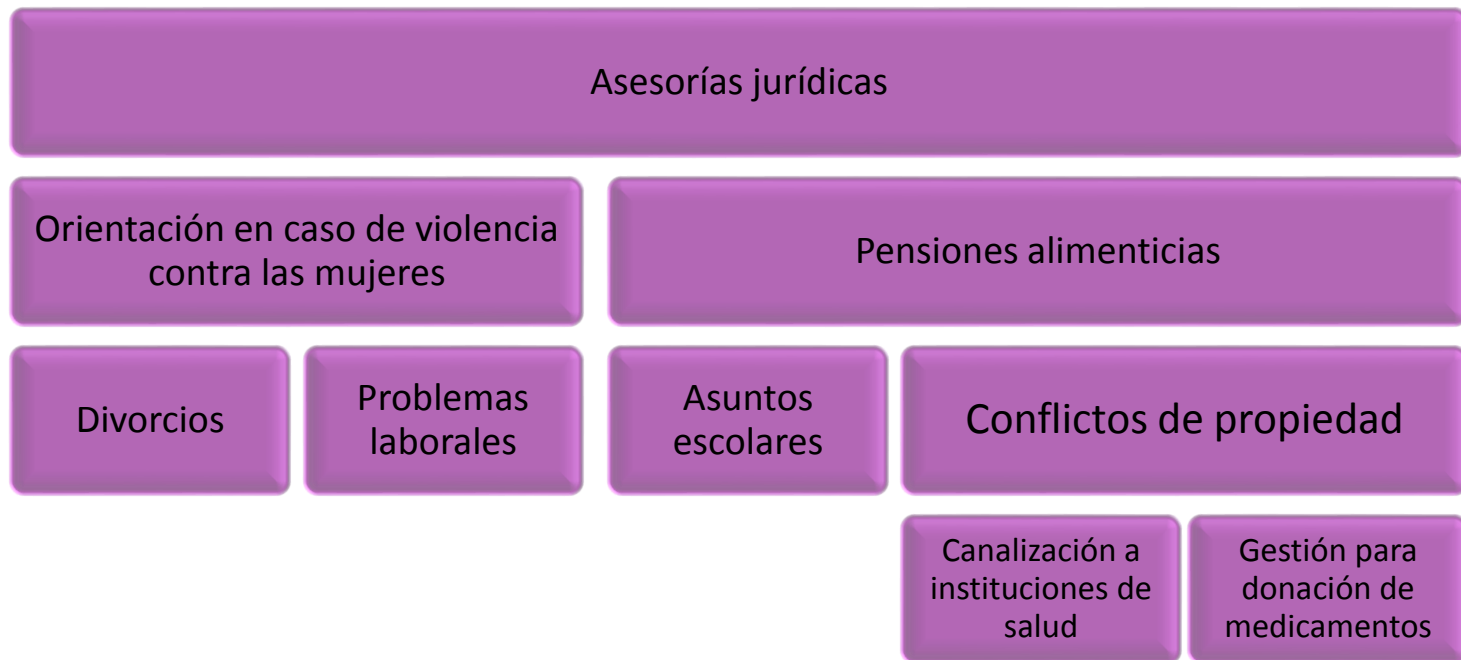 Asesorías jurídicas
Orientación en caso de violencia
contra las mujeres
Pensiones alimenticias
Divorcios
Problemas
laborales
Asuntos
escolares
Conflictos de propiedad
Canalización a
instituciones de
salud
Gestión para
donación de
medicamentos